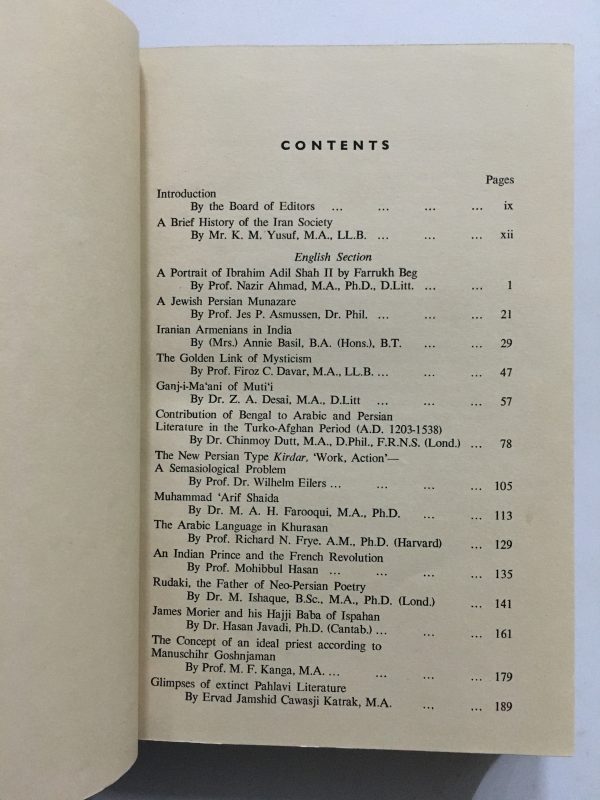 CONTENTS
Pages
Introduction
By the Board of Editors ... ... ... ... ix
A Brief History of the Iran Society
By Mr. K. M. Yusuf, M.A., LL.B. ... ... ... xii
English Section
A Portrait of Ibrahim Adil Shah II by Farrukh Beg
By Prof. Nazir Ahmad, M.A., Ph.D., D.Litt. ... ... 1
A Jewish Persian Munazare
By Prof. Jes P. Asmussen, Dr. Phil. ... ... ... 21
Iranian Armenians in India
By (Mrs.) Annie Basil, B.A. (Hons.), B.T. ... ... 29
The Golden Link of Mysticism
By Prof. Firoz C. Davar, M.A., LL.B. ... ... ... 47
Ganj-i-Ma'ani of Muti'i
By Dr. Z. A. Desai, M.A., D.Litt ... ... ... 57
Contribution of Bengal to Arabic and Persian
Literature in the Turko-Afghan Period (A.D. 1203-1538)
By Dr. Chinmoy Dutt, M.A., D.Phil., F.R.N.S. (Lond.) ... 78
The New Persian Type Kirdar, 'Work, Action'—
A Semasiological Problem
By Prof. Dr. Wilhelm Eilers ... ... ... ... 105
Muhammad 'Arif Shaida
By Dr. M. A. H. Farooqui, M.A., Ph.D. ... ... 113
The Arabic Language in Khurasan
By Prof. Richard N. Frye. A.M., Ph.D. (Harvard) ... 129
An Indian Prince and the French Revolution
By Prof. Mohibbul Hasan ... ... ... ... 135
Rudaki, the Father of Neo-Persian Poetry
By Dr. M. Ishaque, B.Sc., M.A., Ph.D. (Lond.) ... 141
James Morier and his Hajji Baba of Ispahan
By Dr. Hasan Javadi, Ph.D. (Cantab.) ... ... ... 161
The Concept of an ideal priest according to
Manuschihr Goshnjaman
By Prof. M. F. Kanga, M.A. ... ... ... ... 179
Glimpses of extinct Pahlavi Literature
By Ervad Jamshid Cawasji Katrak, M.A. ... ... 189